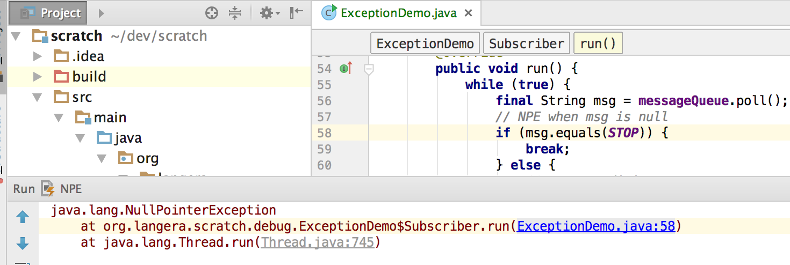 Project
ExceptionDemo.java
scratch ~/dev/scratch
.idea
build
src
main
java
org
ExceptionDemo Subscriber run()
54 public void run() {
55 while (true) {
56 final String msg = messageQueue.poll();
57 // NPE when msg is null
58 if (msg.equals(STOP)) {
59 break;
60 } else {
Run NPE
java.lang.NullPointerException
at org.langera.scratch.debug.ExceptionDemo$Subscriber.run(ExceptionDemo.java:58)
at java.lang.Thread.run(Thread.java:745)